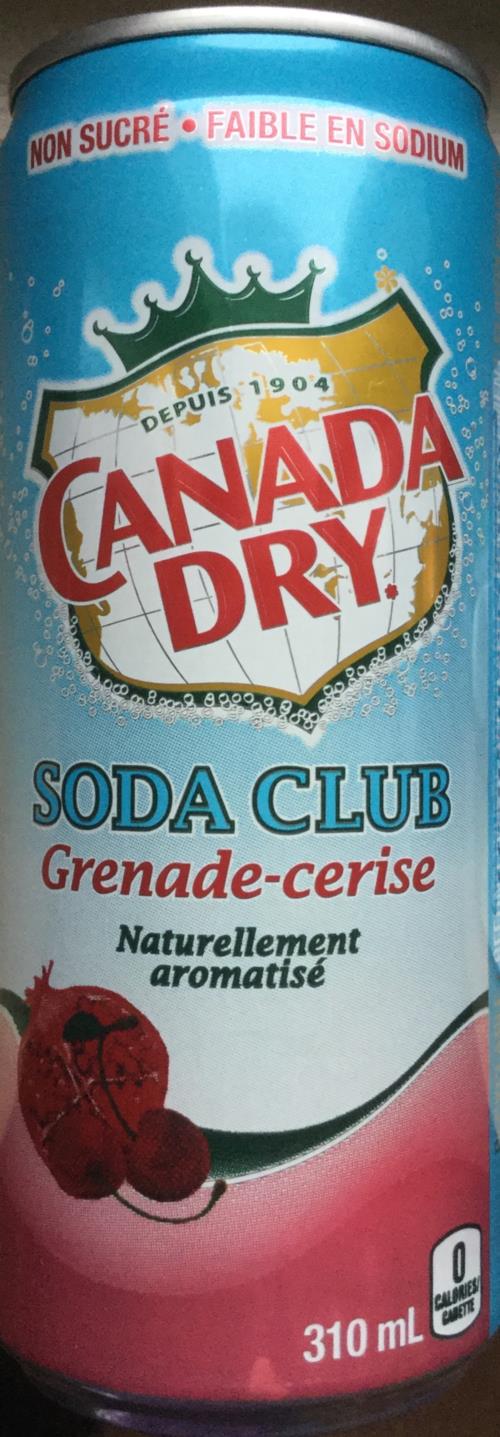 NON SUCRÉ • FAIBLE EN SODIUM
DEPUIS 1904
CANADA
DRY
SODA CLUB
Grenade-cerise
Naturellement
aromatisé
0
CALORIES/
CANETTE
310 mL